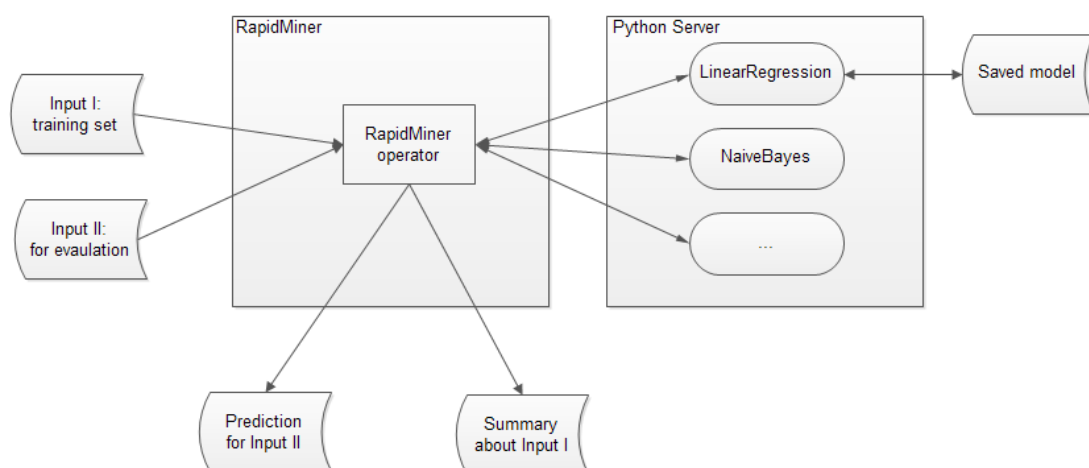 RapidMiner
Python Server
LinearRegression
Saved model
Input I:
training set
RapidMiner
operator
NaiveBayes
Input II:
for evaulation
...
Prediction
for Input II
Summary
about Input I